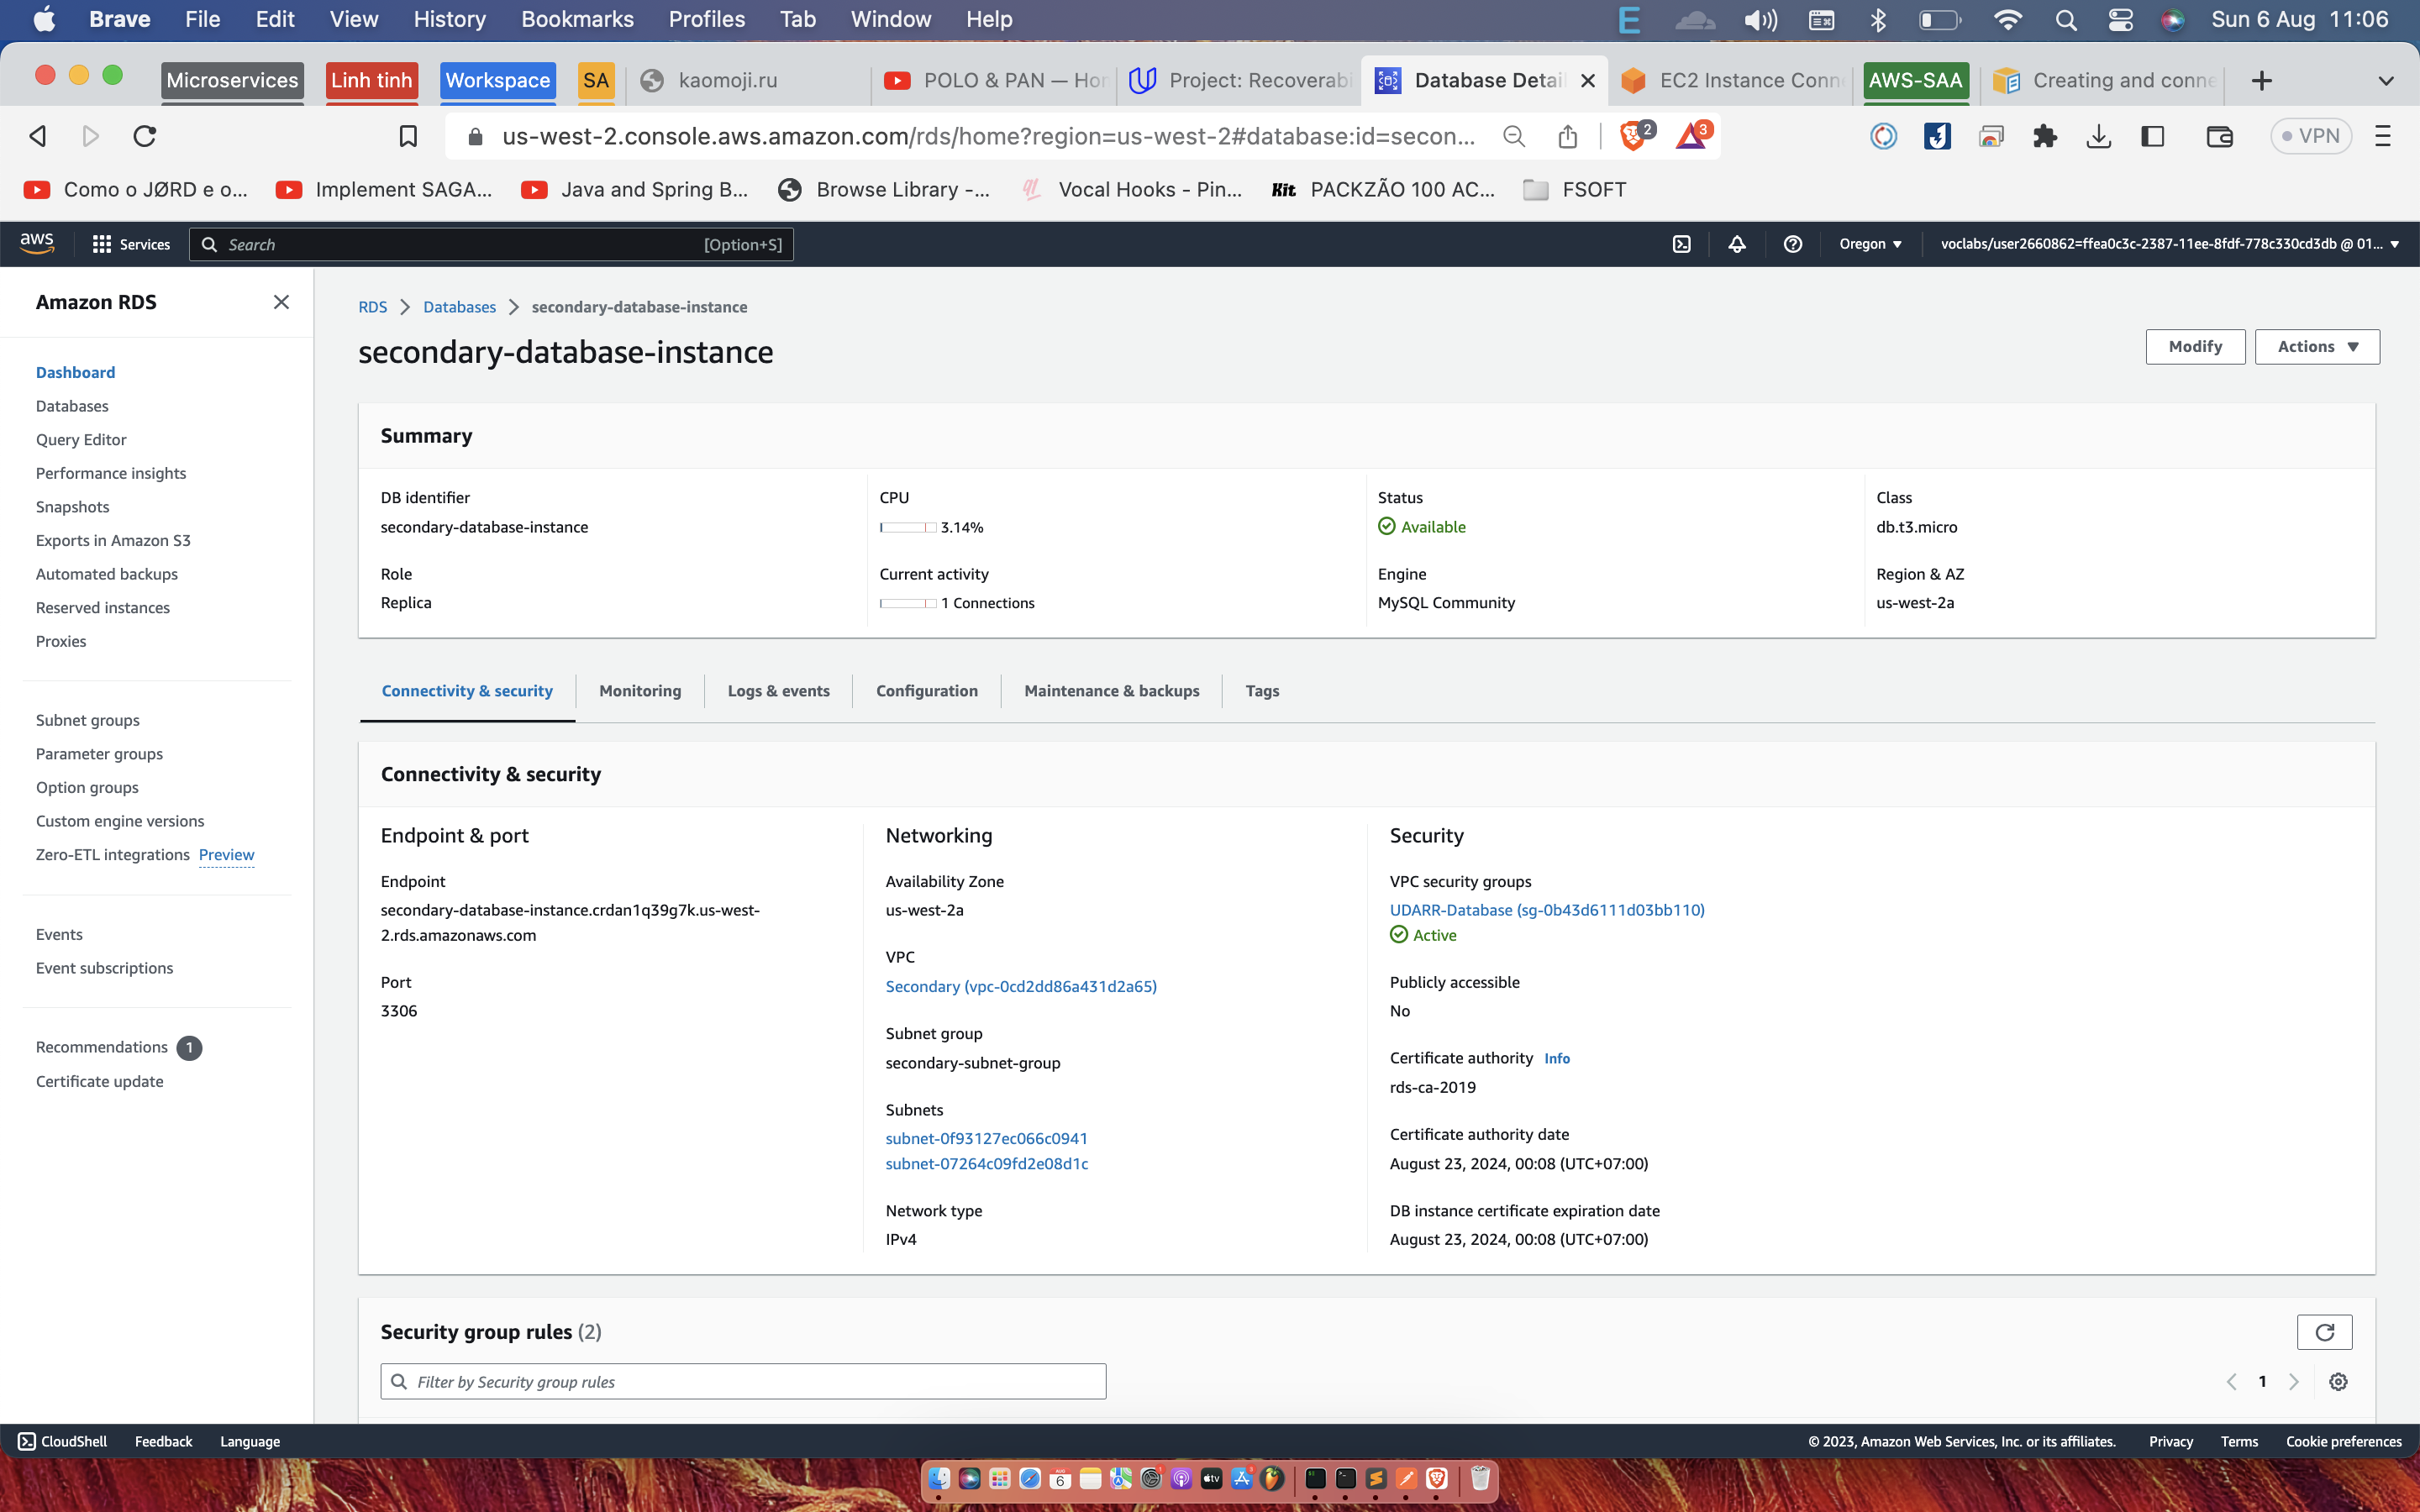 Brave File Edit View History Bookmarks Profiles Tab Window Help Sun 6 Aug 11:06
Microservices Linh tinh Workspace SA kaomoji.ru POLO & PAN — Hor Project: Recoverabi Database Detai EC2 Instance Conn AWS-SAA Creating and conne
us-west-2.console.aws.amazon.com/rds/home?region=us-west-2#database:id=secon... 2 3 VPN
Como o JØRD e o... Implement SAGA... Java and Spring B... Browse Library -... Vocal Hooks - Pin... Kit PACKZÃO 100 AC... FSOFT
aws Services Search [Option+S] Oregon voclabs/user2660862=ffea0c3c-2387-11ee-8fdf-778c330cd3db @ 01...
Amazon RDS
Dashboard
Databases
Query Editor
Performance insights
Snapshots
Exports in Amazon S3
Automated backups
Reserved instances
Proxies
Subnet groups
Parameter groups
Option groups
Custom engine versions
Zero-ETL integrations Preview
Events
Event subscriptions
Recommendations 1
Certificate update
RDS Databases secondary-database-instance
secondary-database-instance
Modify Actions
Summary
DB identifier
secondary-database-instance
Role
Replica
CPU
3.14%
Current activity
1 Connections
Status
Available
Engine
MySQL Community
Class
db.t3.micro
Region & AZ
us-west-2a
Connectivity & security Monitoring Logs & events Configuration Maintenance & backups Tags
Connectivity & security
Endpoint & port
Endpoint
secondary-database-instance.crdan1q39g7k.us-west-
2.rds.amazonaws.com
Port
3306
Networking
Availability Zone
us-west-2a
VPC
Secondary (vpc-0cd2dd86a431d2a65)
Subnet group
secondary-subnet-group
Subnets
subnet-0f93127ec066c0941
subnet-07264c09fd2e08d1c
Network type
IPv4
Security
VPC security groups
UDARR-Database (sg-0b43d6111d03bb110)
Active
Publicly accessible
No
Certificate authority Info
rds-ca-2019
Certificate authority date
August 23, 2024, 00:08 (UTC+07:00)
DB instance certificate expiration date
August 23, 2024, 00:08 (UTC+07:00)
Security group rules (2)
Filter by Security group rules
1
CloudShell Feedback Language © 2023, Amazon Web Services, Inc. or its affiliates. Privacy Terms Cookie preferences